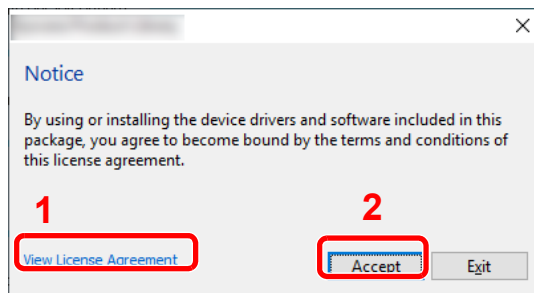 Notice
By using or installing the device drivers and software included in this
package, you agree to become bound by the terms and conditions of
this license agreement.
1
2
View License Agreement
Accept
Exit